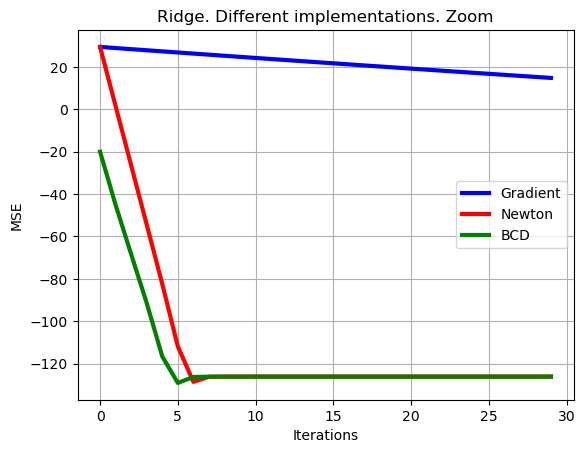 Ridge. Different implementations. Zoom
20
0
−20
−40
−60
−80
−100
−120
MSE
Gradient
Newton
BCD
0 5 10 15 20 25 30
Iterations